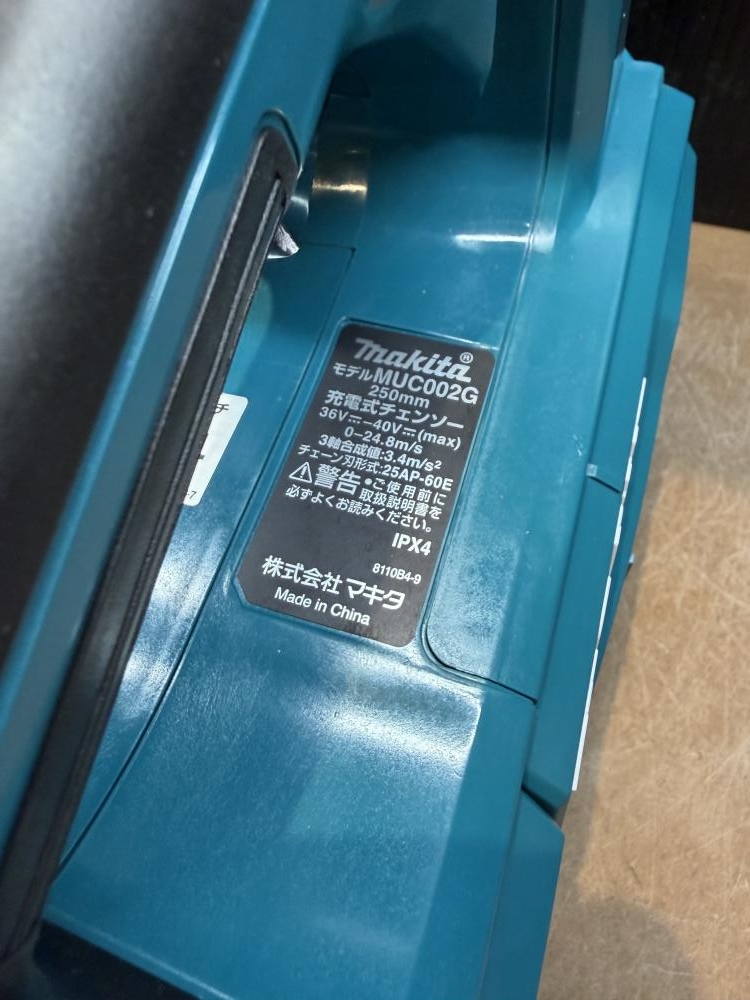 makita®
モデルMUC002G
250mm
充電式チェンソー
36V⎓-40V⎓(max)
0-24.8m/s
3軸合成値:3.4m/s²
チェーン刃形式:25AP-60E
⚠警告 •ご使用前に
取扱説明書を
必ずよくお読みください。
IPX4
8110B4-9
株式会社マキタ
Made in China
チ
-7